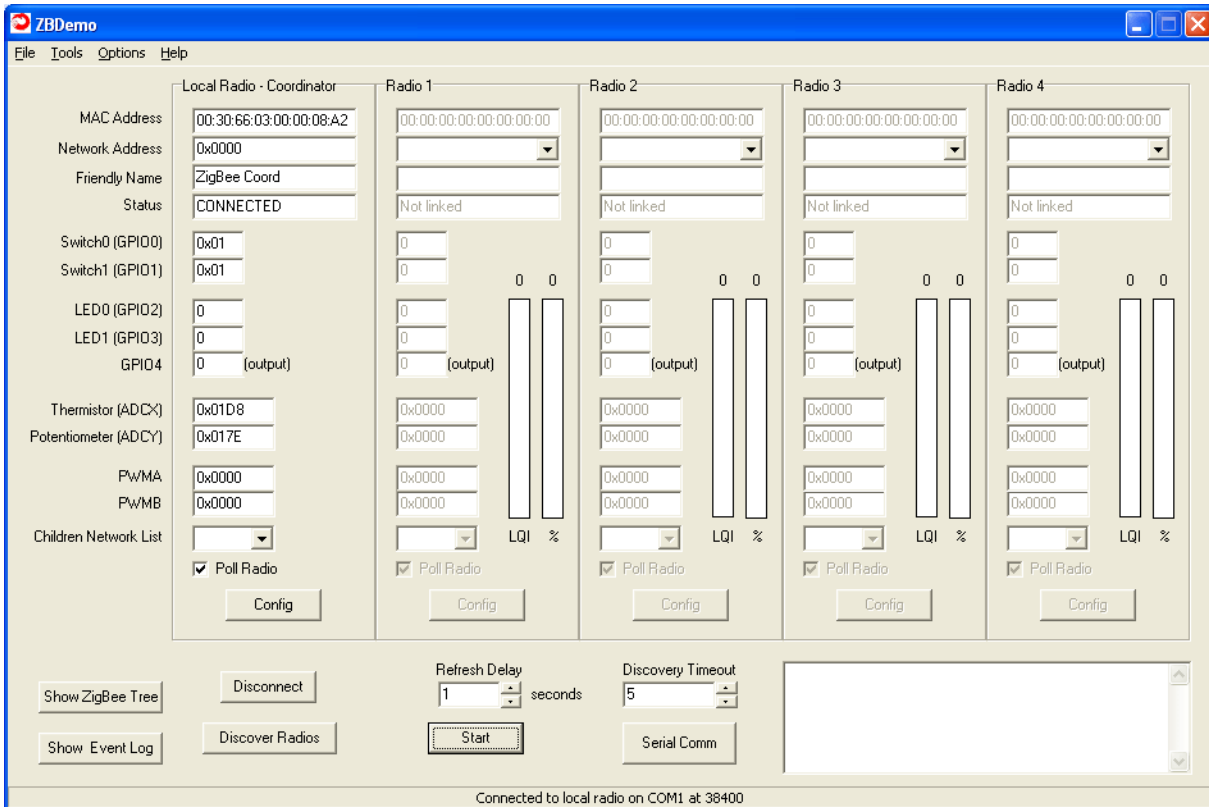 ZBDemo
File Tools Options Help
Local Radio - Coordinator Radio 1 Radio 2 Radio 3 Radio 4
MAC Address 00:30:66:03:00:00:08:A2 00:00:00:00:00:00:00:00 00:00:00:00:00:00:00:00 00:00:00:00:00:00:00:00 00:00:00:00:00:00:00:00
Network Address 0x0000
Friendly Name ZigBee Coord
Status CONNECTED Not linked Not linked Not linked Not linked
Switch0 (GPIO0) 0x01 0 0 0 0
Switch1 (GPIO1) 0x01 0 0 0 0
0 0 0 0 0 0 0 0
LED0 (GPIO2) 0 0 0 0 0
LED1 (GPIO3) 0 0 0 0 0
GPIO4 0 (output) 0 (output) 0 (output) 0 (output) 0 (output)
Thermistor (ADCX) 0x01D8 0x0000 0x0000 0x0000 0x0000
Potentiometer (ADCY) 0x017E 0x0000 0x0000 0x0000 0x0000
PWMA 0x0000 0x0000 0x0000 0x0000 0x0000
PWMB 0x0000 0x0000 0x0000 0x0000 0x0000
Children Network List LQI % LQI % LQI % LQI %
Poll Radio Poll Radio Poll Radio Poll Radio Poll Radio
Config Config Config Config Config
Refresh Delay Discovery Timeout
Show ZigBee Tree Disconnect 1 seconds 5
Show Event Log Discover Radios Start Serial Comm
Connected to local radio on COM1 at 38400